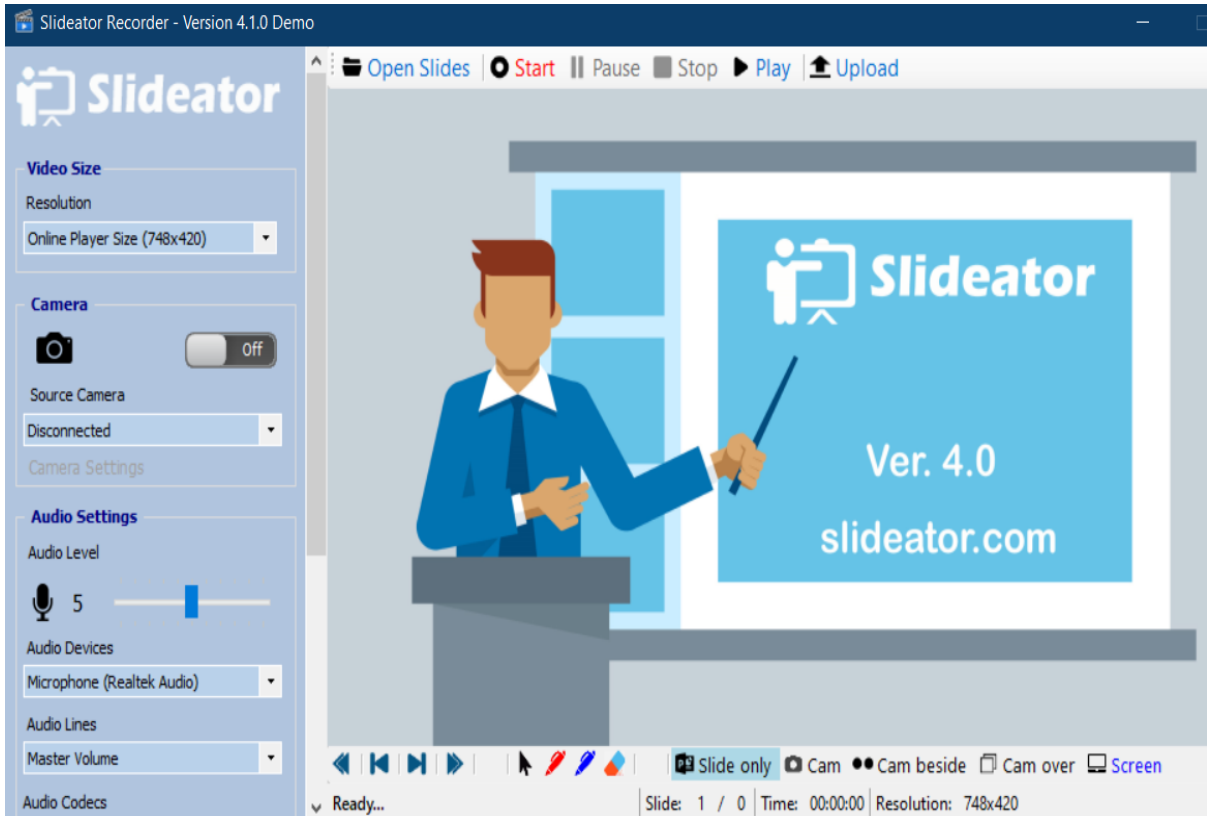 Slideator Recorder - Version 4.1.0 Demo
Slideator
Open Slides Start Pause Stop Play Upload
Video Size
Resolution
Online Player Size (748x420)
Camera
Off
Source Camera
Disconnected
Camera Settings
Audio Settings
Audio Level
5
Audio Devices
Microphone (Realtek Audio)
Audio Lines
Master Volume
Audio Codecs
Slideator
Ver. 4.0
slideator.com
Slide only Cam Cam beside Cam over Screen
Ready... Slide: 1 / 0 Time: 00:00:00 Resolution: 748x420